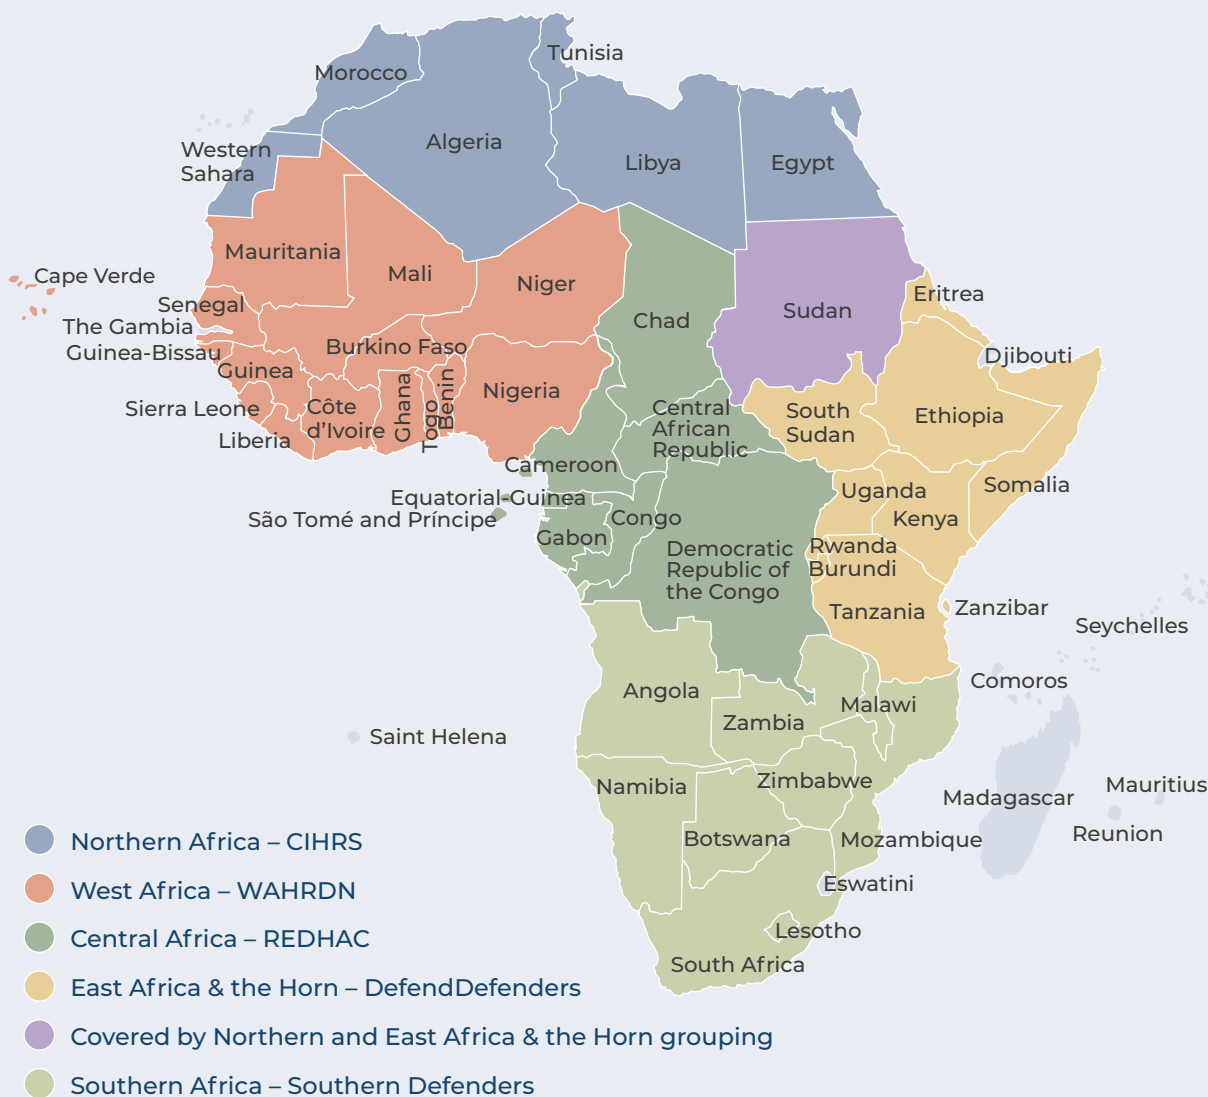 Tunisia
Morocco
Algeria
Western
Sahara
Libya
Egypt
Mauritania
Mali
Niger
Cape Verde
Senegal
The Gambia
Guinea-Bissau
Guinea
Burkino Faso
Chad
Sudan
Eritrea
Djibouti
Sierra Leone
Liberia
Côte
d'Ivoire
Ghana
Togo
Benin
Nigeria
Central
African
Republic
South
Sudan
Ethiopia
Cameroon
Equatorial-Guinea
São Tomé and Príncipe
Gabon
Congo
Uganda
Kenya
Somalia
Democratic
Republic of
the Congo
Rwanda
Burundi
Tanzania
Zanzibar
Seychelles
Comoros
Angola
Zambia
Malawi
Saint Helena
Namibia
Zimbabwe
Botswana
Mozambique
Madagascar
Mauritius
Reunion
Eswatini
Lesotho
South Africa
Northern Africa – CIHRS
West Africa – WAHRDN
Central Africa – REDHAC
East Africa & the Horn – DefendDefenders
Covered by Northern and East Africa & the Horn grouping
Southern Africa – Southern Defenders